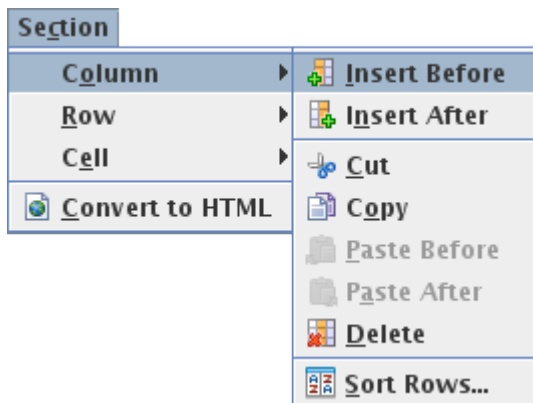 Section
Column
Row
Cell
Convert to HTML
Insert Before
Insert After
Cut
Copy
Paste Before
Paste After
Delete
Sort Rows...